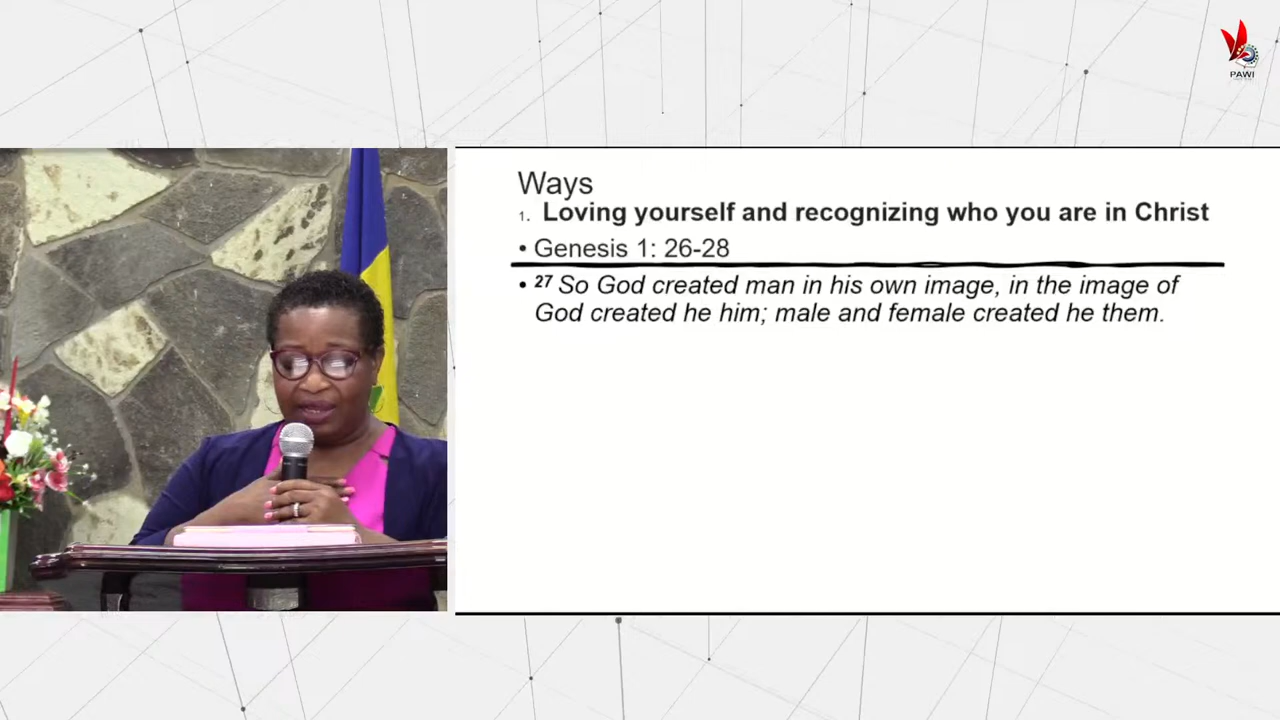 PAWI
Ways
1. Loving yourself and recognizing who you are in Christ
• Genesis 1: 26-28
• 27 So God created man in his own image, in the image of
God created he him; male and female created he them.